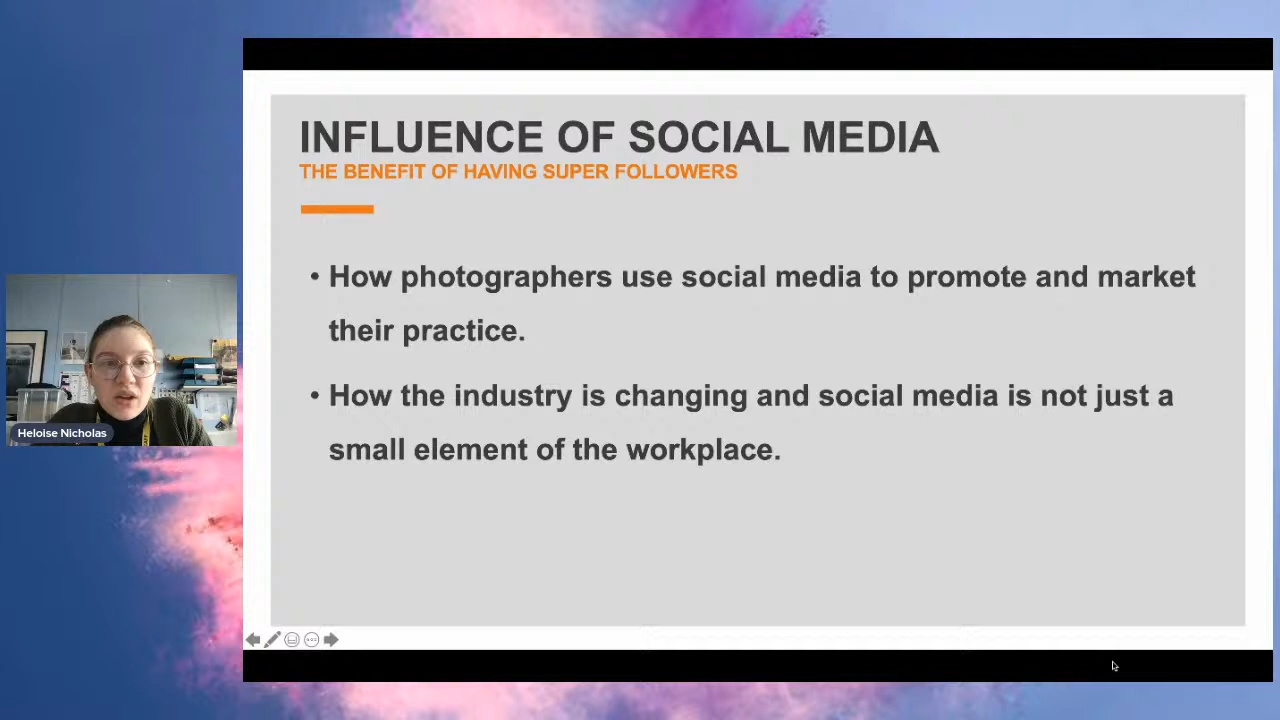 INFLUENCE OF SOCIAL MEDIA
THE BENEFIT OF HAVING SUPER FOLLOWERS
• How photographers use social media to promote and market
their practice.
• How the industry is changing and social media is not just a
small element of the workplace.
Heloise Nicholas